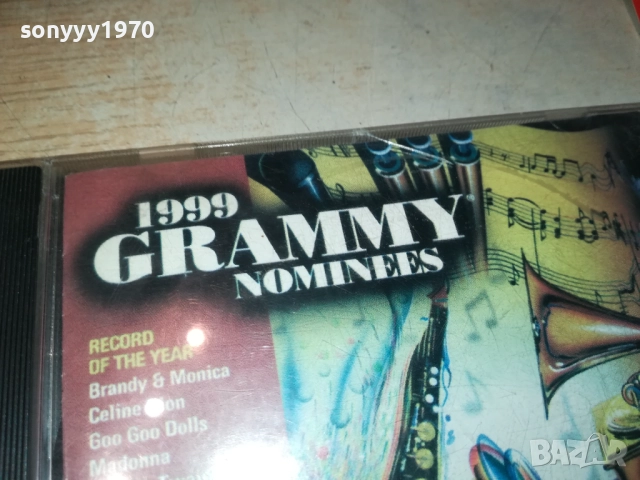 sonyyy1970
1999
GRAMMY
NOMINEES
RECORD
OF THE YEAR
Brandy & Monica
Celine Dion
Goo Goo Dolls
Madonna
BAZAR